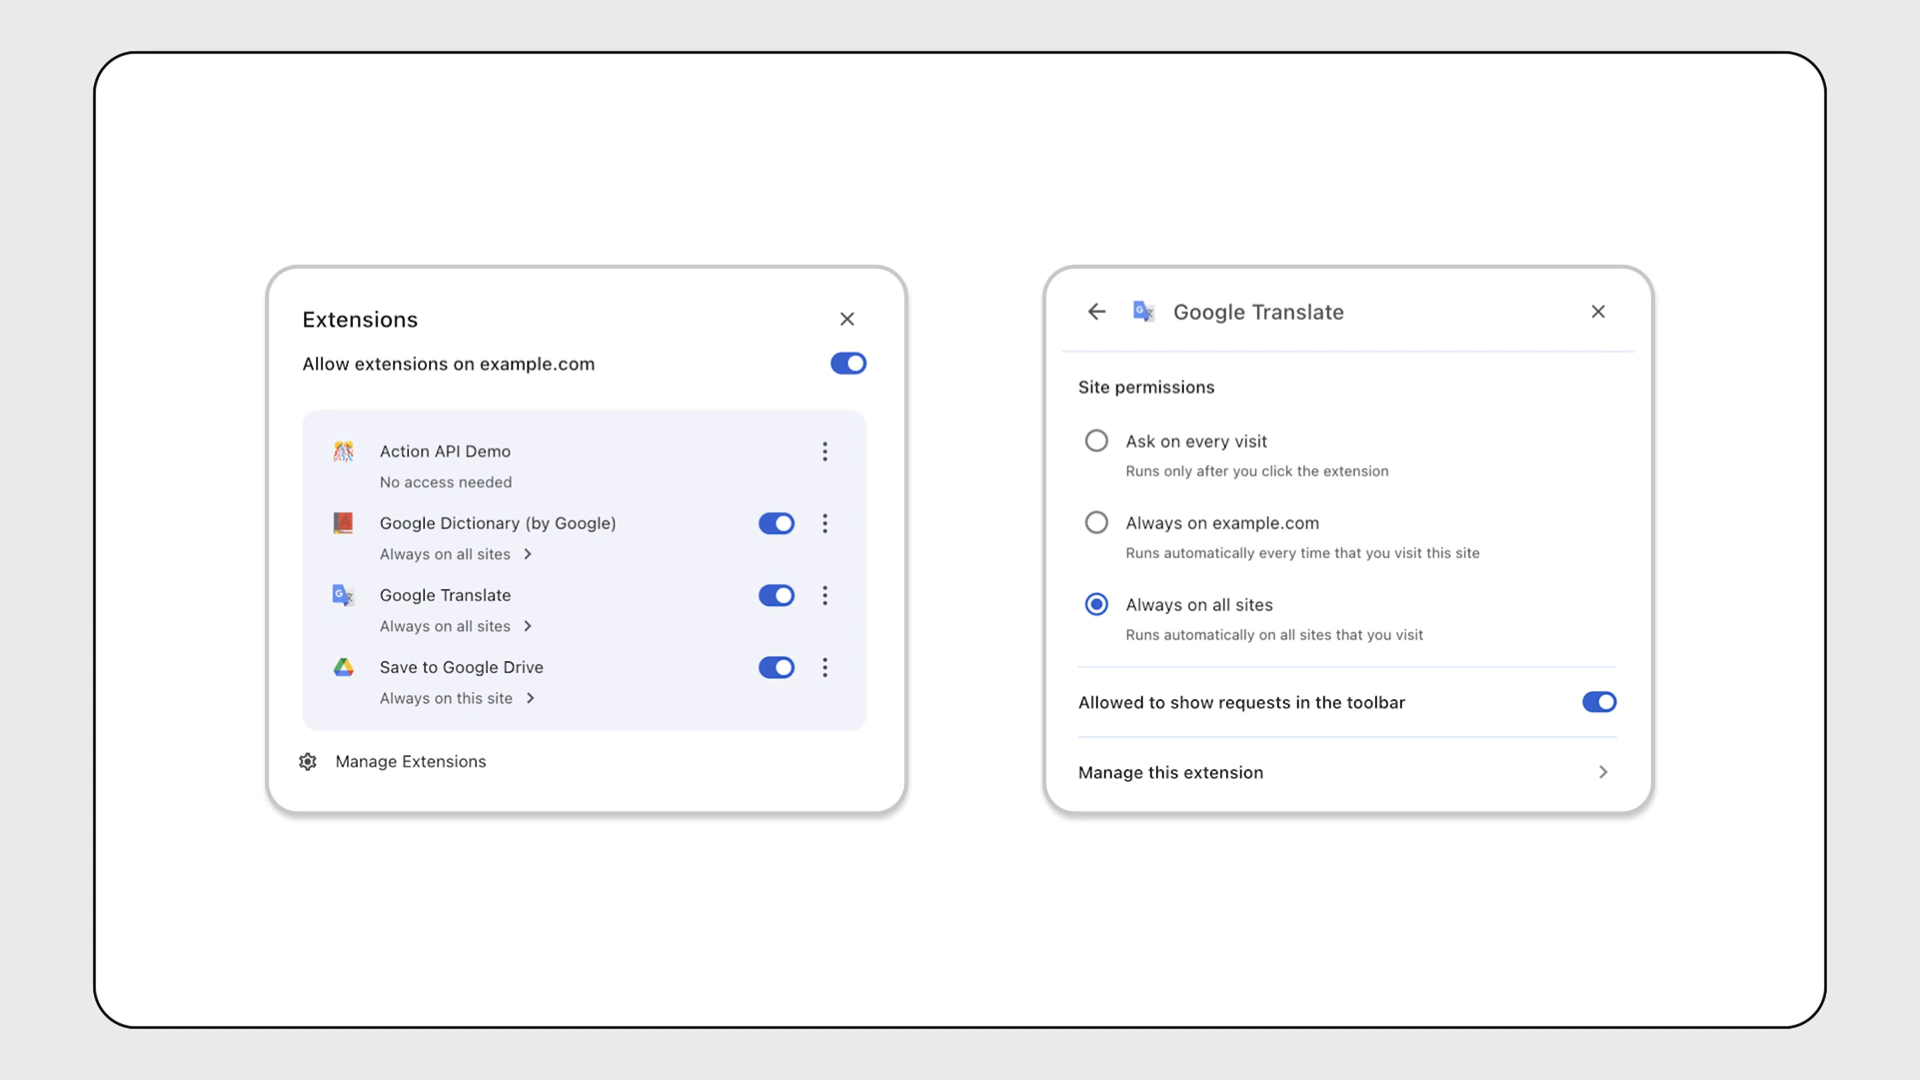 Extensions
Allow extensions on example.com
Action API Demo
No access needed
Google Dictionary (by Google)
Always on all sites
Google Translate
Always on all sites
Save to Google Drive
Always on this site
Manage Extensions
Google Translate
Site permissions
Ask on every visit
Runs only after you click the extension
Always on example.com
Runs automatically every time that you visit this site
Always on all sites
Runs automatically on all sites that you visit
Allowed to show requests in the toolbar
Manage this extension